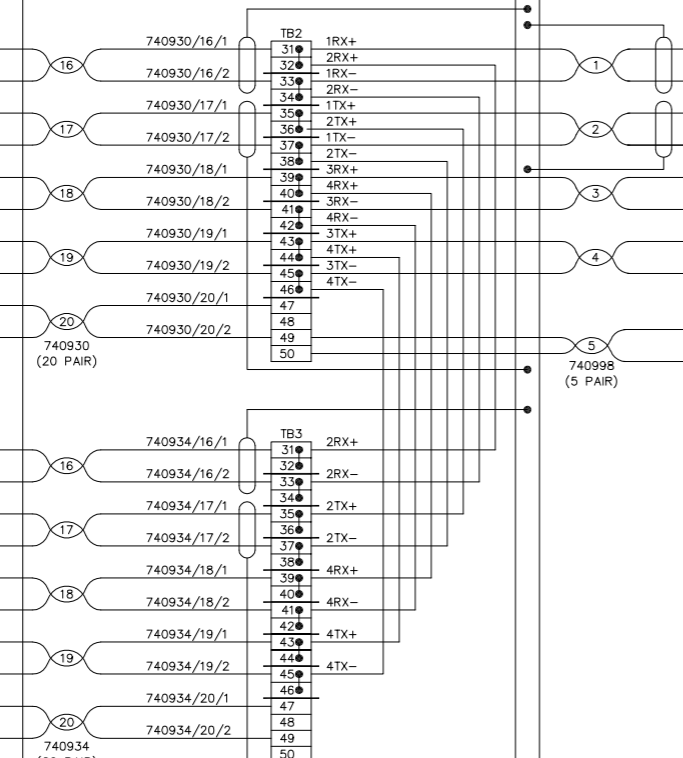 TB2
740930/16/1 31 1RX+
32 2RX+
16 1
740930/16/2 33 1RX−
34 2RX−
740930/17/1 35 1TX+
36 2TX+
17 2
740930/17/2 37 1TX−
38 2TX−
740930/18/1 39 3RX+
40 4RX+
18 3
740930/18/2 41 3RX−
42 4RX−
740930/19/1 43 3TX+
44 4TX+
19 4
740930/19/2 45 3TX−
46 4TX−
740930/20/1 47
20 48
740930/20/2 49
5
740930 50
(20 PAIR)
740998
(5 PAIR)
TB3
740934/16/1 31 2RX+
16 32
740934/16/2 33 2RX−
34
740934/17/1 35 2TX+
17 36
740934/17/2 37 2TX−
38
740934/18/1 39 4RX+
18 40
740934/18/2 41 4RX−
42
740934/19/1 43 4TX+
19 44
740934/19/2 45 4TX−
46
740934/20/1 47
20 48
740934/20/2 49
740934 50